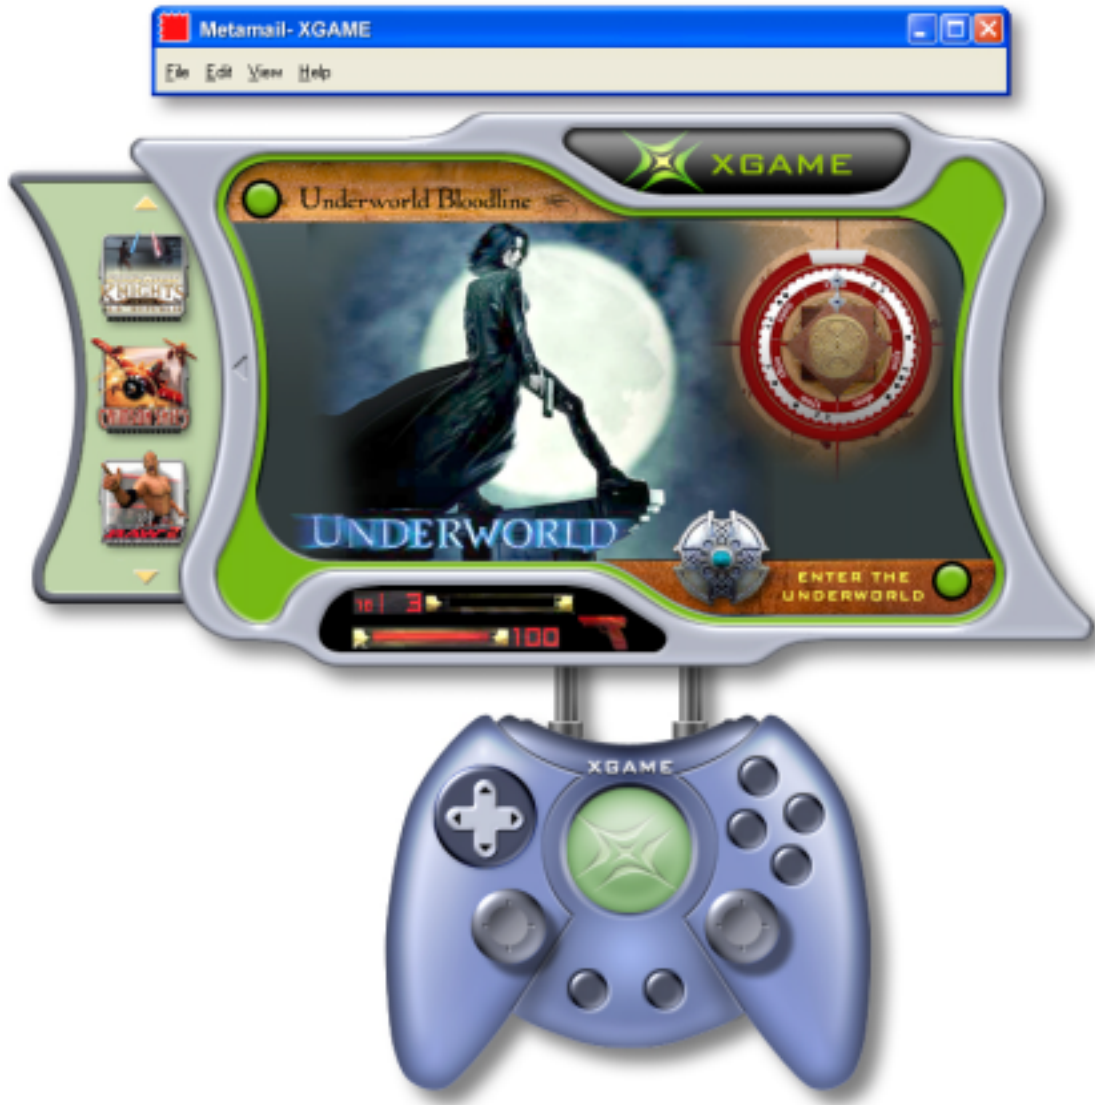 Metamail- XGAME
File Edit View Help
XGAME
Underworld Bloodline
UNDERWORLD
ENTER THE
UNDERWORLD
3
100
XGAME